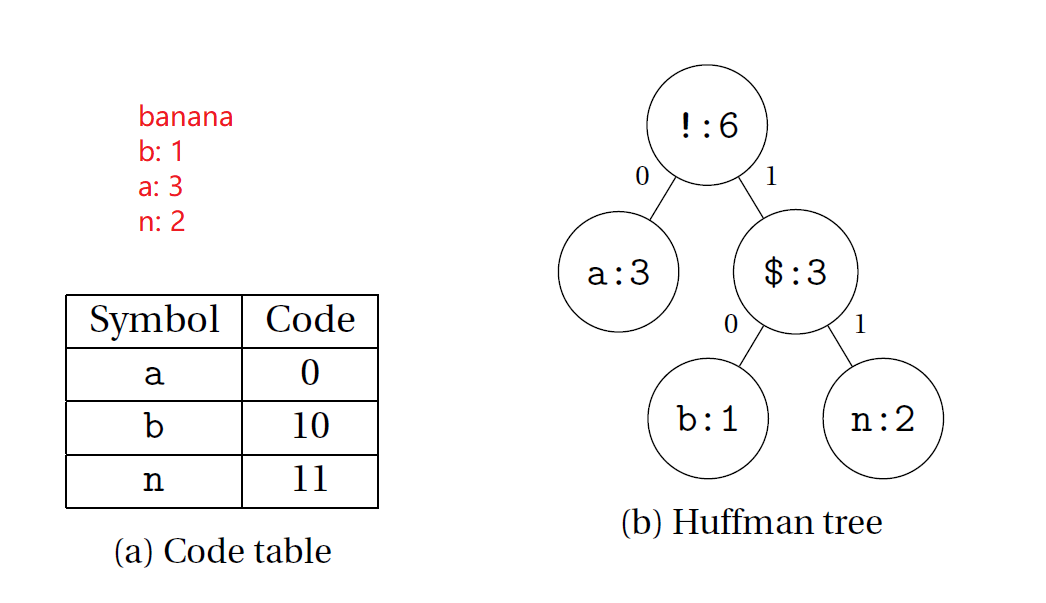 banana
b: 1
a: 3
n: 2
Symbol Code
a 0
b 10
n 11
(a) Code table
!:6
0 1
a:3 $:3
0 1
b:1 n:2
(b) Huffman tree